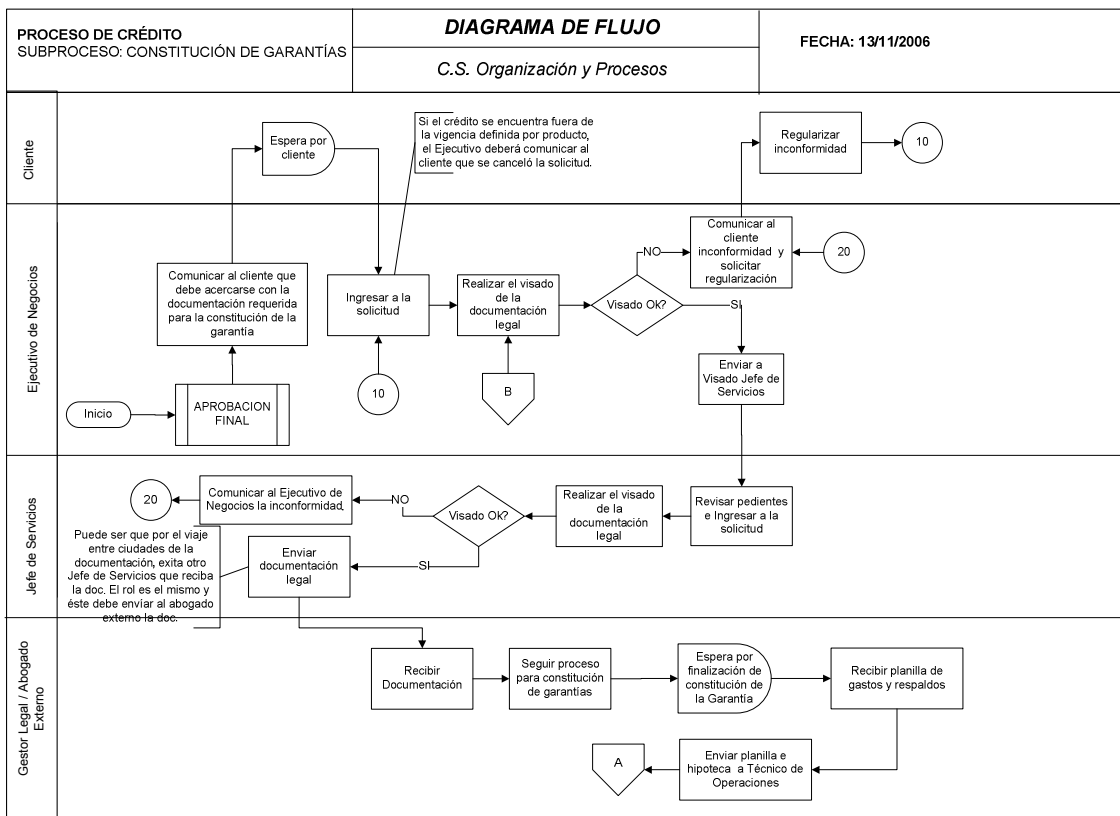 PROCESO DE CRÉDITO
SUBPROCESO: CONSTITUCIÓN DE GARANTÍAS
DIAGRAMA DE FLUJO
C.S. Organización y Procesos
FECHA: 13/11/2006
Cliente
Espera por
cliente
Si el crédito se encuentra fuera de
la vigencia definida por producto,
el Ejecutivo deberá comunicar al
cliente que se canceló la solicitud.
Regularizar
inconformidad
10
Ejecutivo de Negocios
Comunicar al cliente que
debe acercarse con la
documentación requerida
para la constitución de la
garantía
Ingresar a la
solicitud
Realizar el visado
de la
documentación
legal
Visado Ok?
NO
SI
Comunicar al
cliente
inconformidad y
solicitar
regularización
20
Enviar a
Visado Jefe de
Servicios
Inicio
APROBACION
FINAL
10
B
Jefe de Servicios
20
Comunicar al Ejecutivo de
Negocios la inconformidad.
NO
Visado Ok?
SI
Realizar el visado
de la
documentación
legal
Revisar pedientes
e Ingresar a la
solicitud
Puede ser que por el viaje
entre ciudades de la
documentación, exita otro
Jefe de Servicios que reciba
la doc. El rol es el mismo y
éste debe envíar al abogado
externo la doc.
Enviar
documentación
legal
Gestor Legal / Abogado
Externo
Recibir
Documentación
Seguir proceso
para constitución
de garantías
Espera por
finalización de
constitución de
la Garantía
Recibir planilla de
gastos y respaldos
A
Enviar planilla e
hipoteca a Técnico de
Operaciones